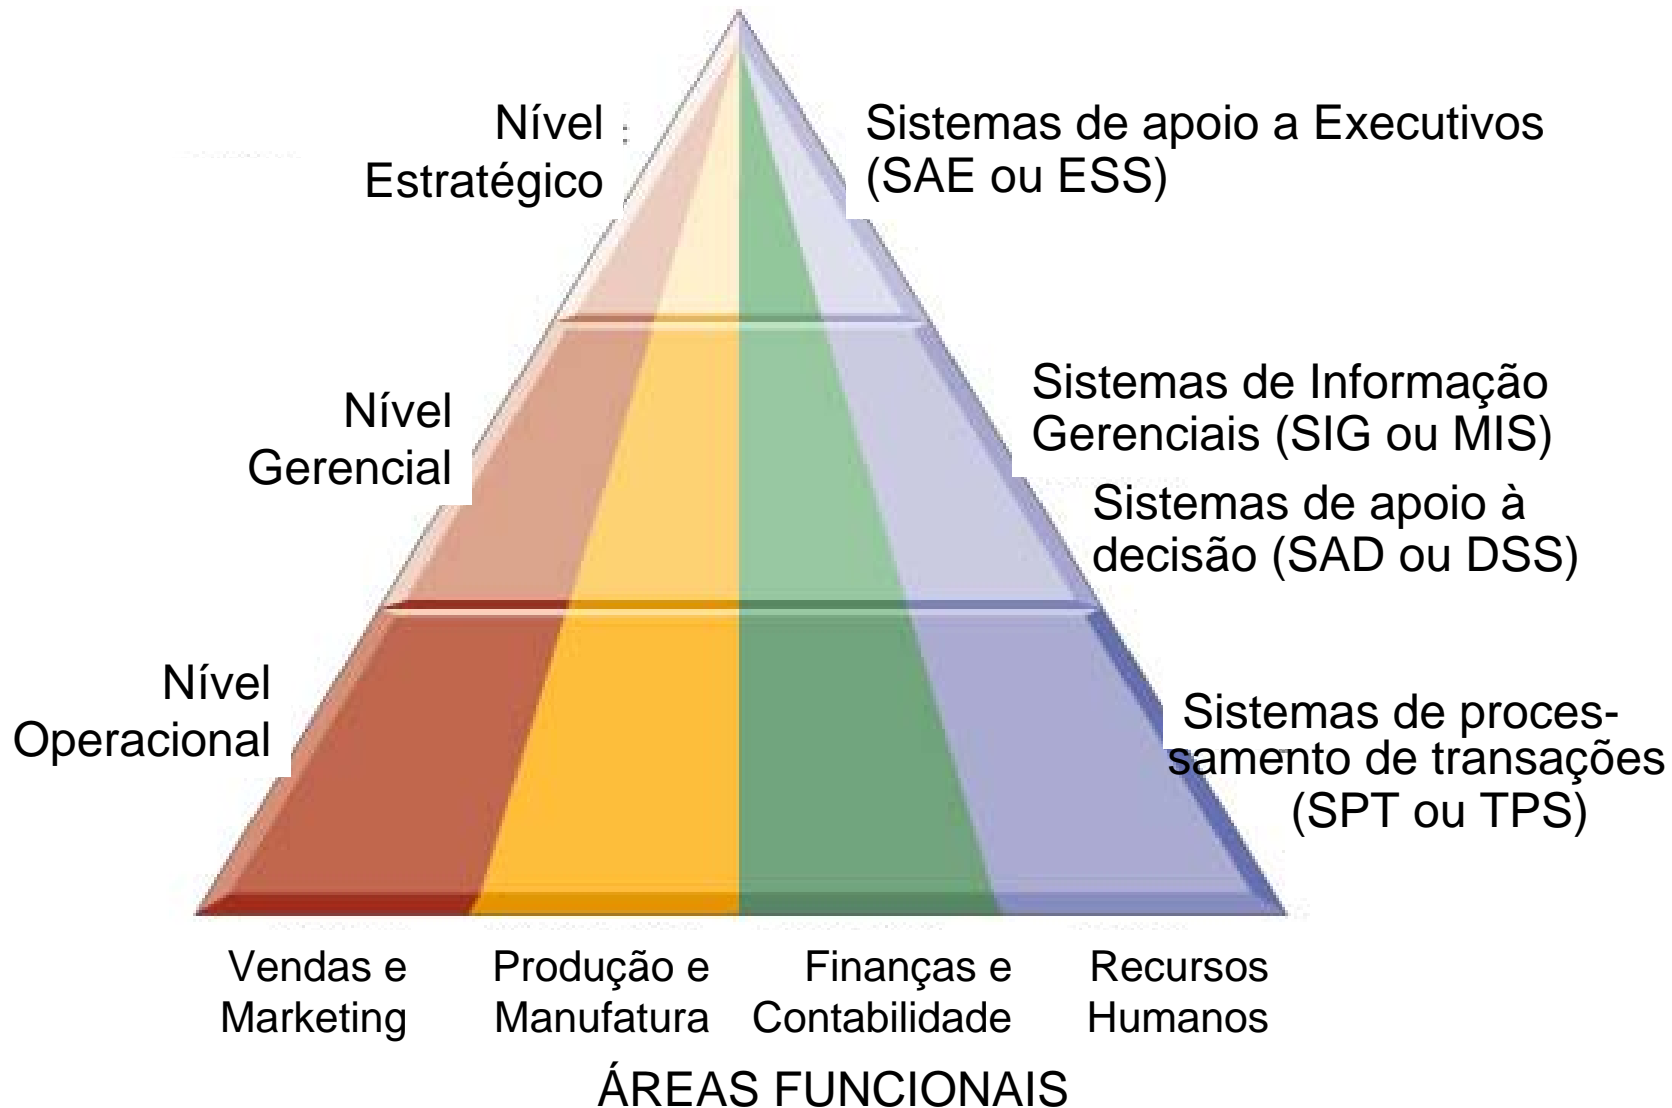 Nível
Estratégico
Sistemas de apoio a Executivos
(SAE ou ESS)
Nível
Gerencial
Sistemas de Informação
Gerenciais (SIG ou MIS)
Sistemas de apoio à
decisão (SAD ou DSS)
Nível
Operacional
Sistemas de proces-
samento de transações
(SPT ou TPS)
Vendas e
Marketing
Produção e
Manufatura
Finanças e
Contabilidade
Recursos
Humanos
ÁREAS FUNCIONAIS